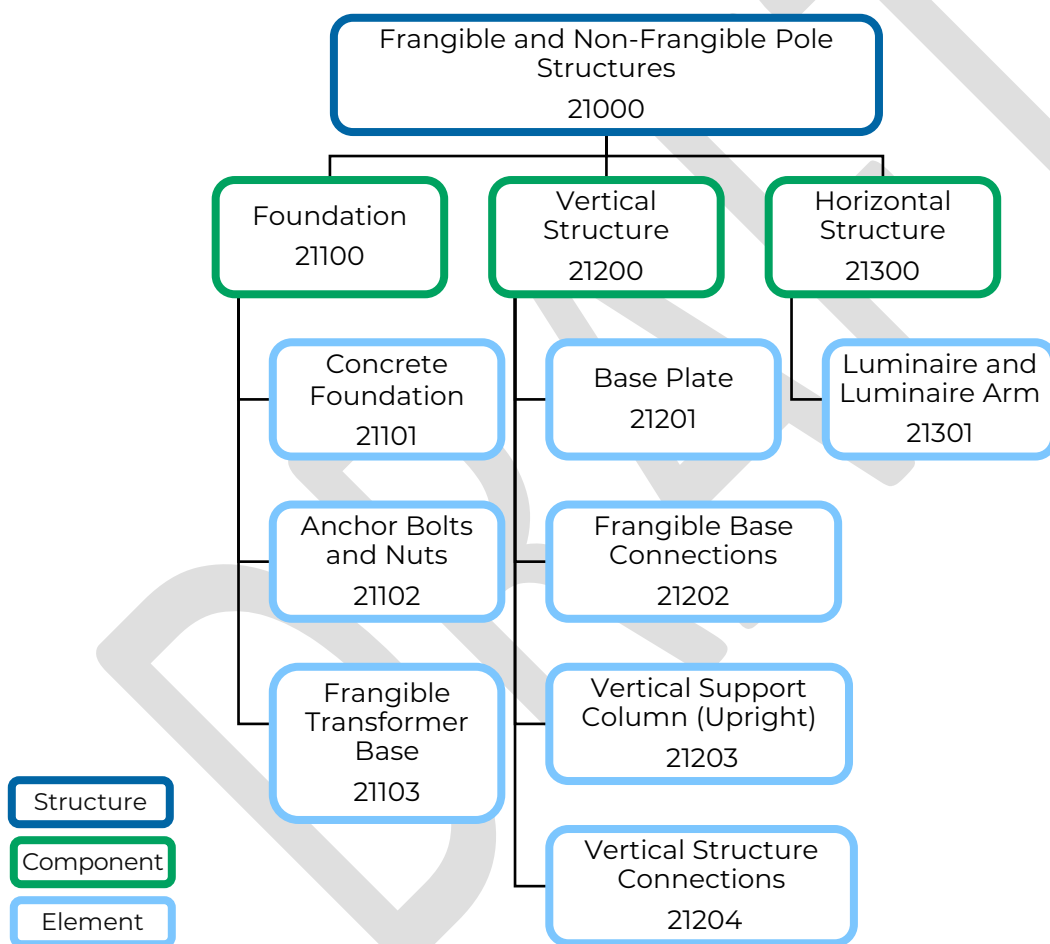 Frangible and Non-Frangible Pole
Structures
21000
Foundation
21100
Vertical
Structure
21200
Horizontal
Structure
21300
Concrete
Foundation
21101
Anchor Bolts
and Nuts
21102
Frangible
Transformer
Base
21103
Base Plate
21201
Frangible Base
Connections
21202
Vertical Support
Column (Upright)
21203
Vertical Structure
Connections
21204
Luminaire and
Luminaire Arm
21301
Structure
Component
Element
DRAFT